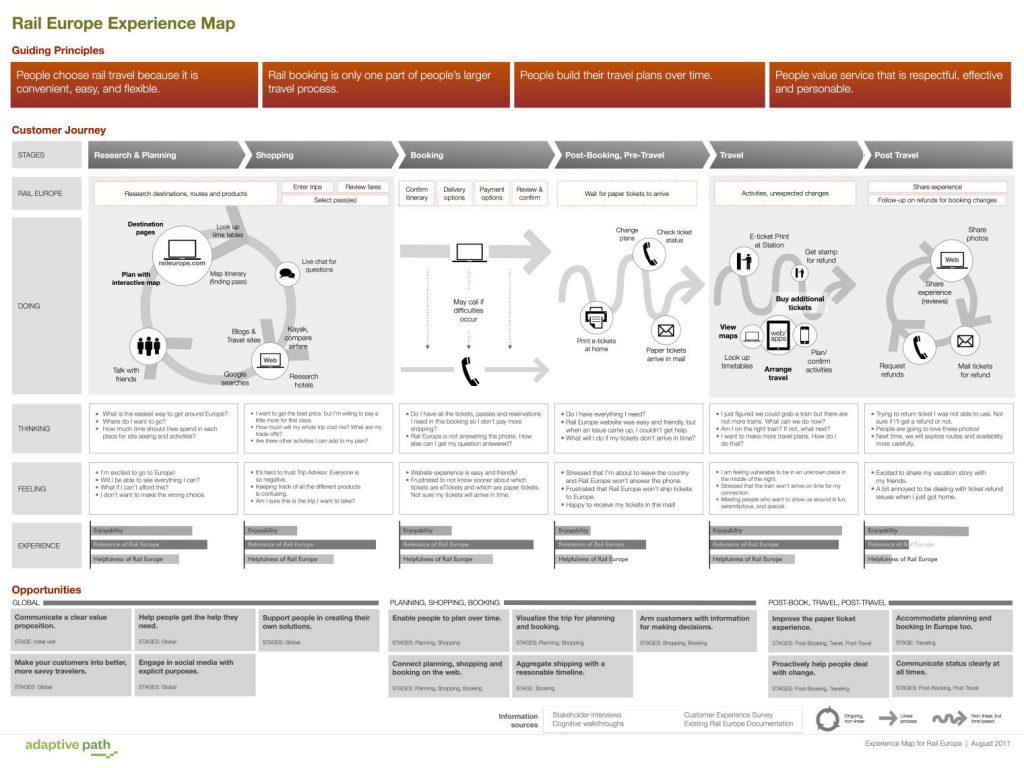 Rail Europe Experience Map
Guiding Principles
People choose rail travel because it is
convenient, easy, and flexible.
Rail booking is only one part of people's larger
travel process.
People build their travel plans over time.
People value service that is respectful, effective
and personable.
Customer Journey
STAGES
Research & Planning
Shopping
Booking
Post-Booking, Pre-Travel
Travel
Post Travel
RAIL EUROPE
Research destinations, routes and products
Enter trips
Review fares
Select pass(es)
Confirm
itinerary
Delivery
options
Payment
options
Review &
confirm
Wait for paper tickets to arrive
Activities, unexpected changes
Share experience
Follow-up on refunds for booking changes
DOING
Destination
pages
Look up
time tables
raileurope.com
Plan with
interactive map
Map itinerary
(finding pass)
Live chat for
questions
Blogs &
Travel sites
Kayak,
compare
airfare
Web
Talk with
friends
Google
searches
Research
hotels
May call if
difficulties
occur
Change
plans
Check ticket
status
Print e-tickets
at home
Paper tickets
arrive in mail
E-ticket Print
at Station
Get stamp
for refund
Buy additional
tickets
View
maps
web/
apps
Look up
timetables
Arrange
travel
Plan/
confirm
activities
Share
photos
Web
Share
experience
(reviews)
Request
refunds
Mail tickets
for refund
THINKING
• What is the easiest way to get around Europe?
• Where do I want to go?
• How much time should I/we spend in each
place for site seeing and activities?
• I want to get the best price, but I'm willing to pay a
little more for first class.
• How much will my whole trip cost me? What are my
trade-offs?
• Are there other activities I can add to my plan?
• Do I have all the tickets, passes and reservations
I need in this booking so I don't pay more
shipping?
• Rail Europe is not answering the phone. How
else can I get my question answered?
• Do I have everything I need?
• Rail Europe website was easy and friendly, but
when an issue came up, I couldn't get help.
• What will I do if my tickets don't arrive in time?
• I just figured we could grab a train but there are
not more trains. What can we do now?
• Am I on the right train? If not, what next?
• I want to make more travel plans. How do I
do that?
• Trying to return ticket I was not able to use. Not
sure if I'll get a refund or not.
• People are going to love these photos!
• Next time, we will explore routes and availability
more carefully.
FEELING
• I'm excited to go to Europe!
• Will I be able to see everything I can?
• What if I can't afford this?
• I don't want to make the wrong choice.
• It's hard to trust Trip Advisor. Everyone is
so negative.
• Keeping track of all the different products
is confusing.
• Am I sure this is the trip I want to take?
• Website experience is easy and friendly!
• Frustrated to not know sooner about which
tickets are eTickets and which are paper tickets.
Not sure my tickets will arrive in time.
• Stressed that I'm about to leave the country
and Rail Europe won't answer the phone.
• Frustrated that Rail Europe won't ship tickets
to Europe.
• Happy to receive my tickets in the mail!
• I am feeling vulnerable to be in an unknown place in
the middle of the night.
• Stressed that the train won't arrive on time for my
connection.
• Meeting people who want to show us around is fun,
serendipitous, and special.
• Excited to share my vacation story with
my friends.
• A bit annoyed to be dealing with ticket refund
issues when I just got home.
EXPERIENCE
Enjoyability
Relevance of Rail Europe
Helpfulness of Rail Europe
Enjoyability
Relevance of Rail Europe
Helpfulness of Rail Europe
Enjoyability
Relevance of Rail Europe
Helpfulness of Rail Europe
Enjoyability
Relevance of Rail Europe
Helpfulness of Rail Europe
Enjoyability
Relevance of Rail Europe
Helpfulness of Rail Europe
Enjoyability
Relevance of Rail Europe
Helpfulness of Rail Europe
Opportunities
GLOBAL
Communicate a clear value
proposition.
STAGE: Initial visit
Help people get the help they
need.
STAGES: Global
Support people in creating their
own solutions.
STAGES: Global
Make your customers into better,
more savvy travelers.
STAGES: Global
Engage in social media with
explicit purposes.
STAGES: Global
PLANNING, SHOPPING, BOOKING
Enable people to plan over time.
STAGES: Planning, Shopping
Visualize the trip for planning
and booking.
STAGES: Planning, Shopping
Arm customers with information
for making decisions.
STAGES: Shopping, Booking
Connect planning, shopping and
booking on the web.
STAGES: Planning, Shopping, Booking
Aggregate shipping with a
reasonable timeline.
STAGE: Booking
POST-BOOK, TRAVEL, POST-TRAVEL
Improve the paper ticket
experience.
STAGES: Post-Booking, Travel, Post-Travel
Accommodate planning and
booking in Europe too.
STAGE: Traveling
Proactively help people deal
with change.
STAGES: Post-Booking, Traveling
Communicate status clearly at
all times.
STAGES: Post-Booking, Post Travel
Information
sources
Stakeholder interviews
Cognitive walkthroughs
Customer Experience Survey
Existing Rail Europe Documentation
Ongoing,
non-linear
Linear
process
Non-linear, but
time based
adaptive path
Experience Map for Rail Europe | August 2011